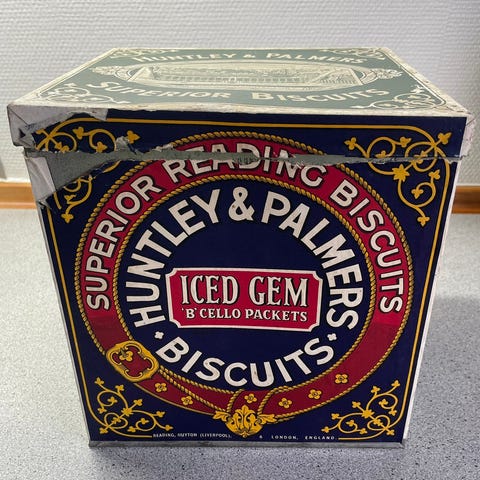 HUNTLEY & PALMERS
SUPERIOR BISCUITS
SUPERIOR READING BISCUITS
HUNTLEY & PALMERS
ICED GEM
'B' CELLO PACKETS
· BISCUITS ·
READING, HUYTON (LIVERPOOL), & LONDON, ENGLAND